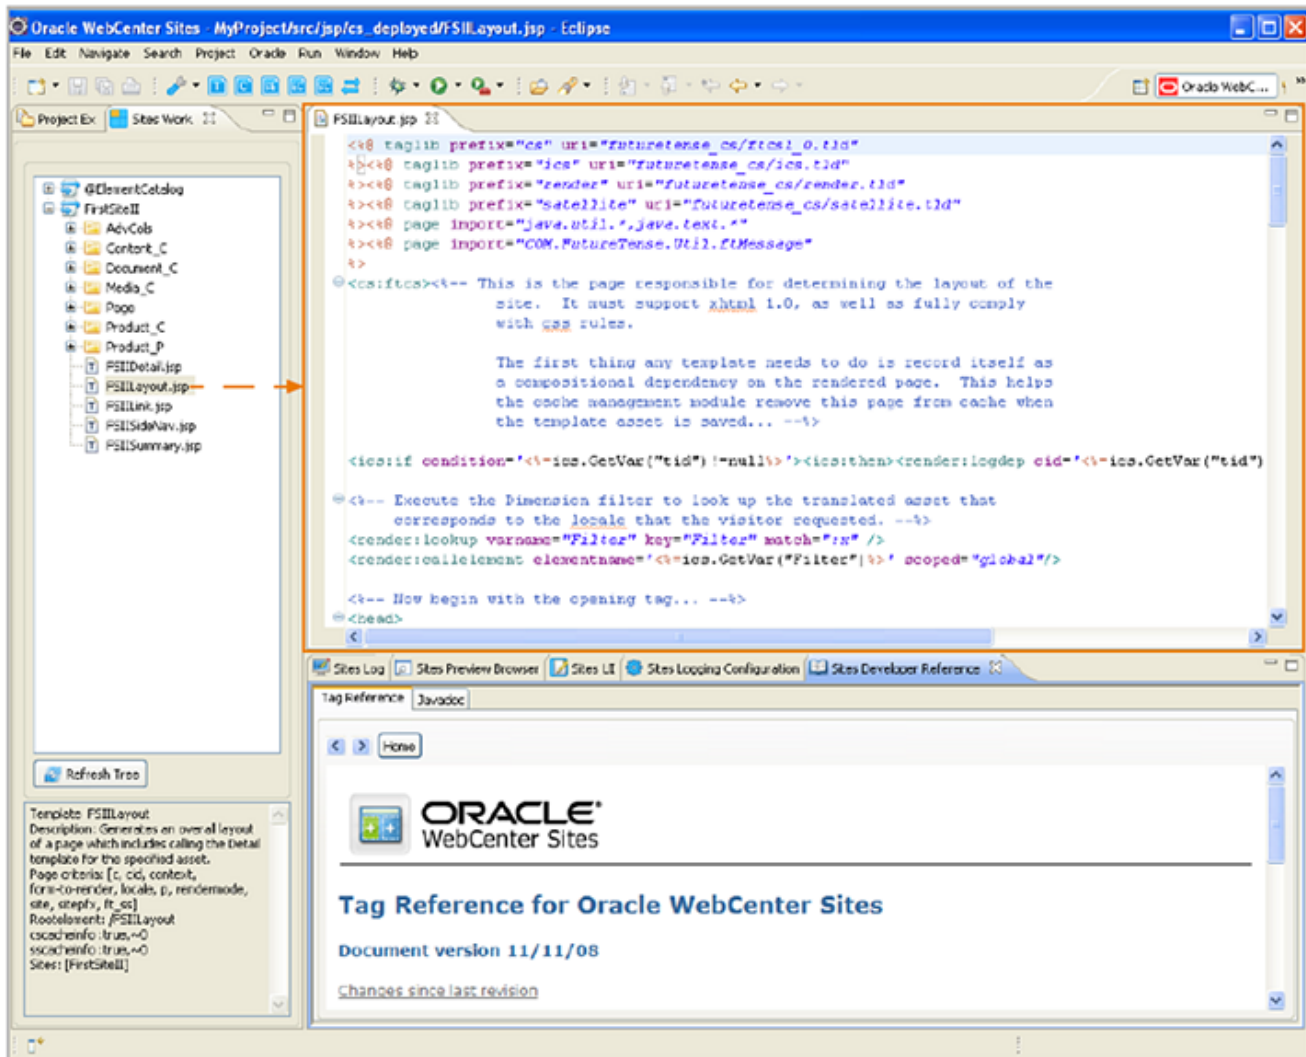 Oracle WebCenter Sites - MyProject/src/jsp/cs_deployed/FSIILayout.jsp - Eclipse
File Edit Navigate Search Project Oracle Run Window Help
Oracle WebC...
Project Ex
Sites Work
@ElementCatalog
FirstSiteII
AdvCols
Content_C
Document_C
Media_C
Page
Product_C
Product_P
FSIIDetail.jsp
FSIILayout.jsp
FSIILink.jsp
FSIISideNav.jsp
FSIISummary.jsp
Refresh Tree
Template FSIILayout
Description: Generates an overall layout
of a page which includes calling the Detail
template for the specified asset.
Page criteria: [c, cid, context,
form-to-render, locale, p, rendermode,
site, sitepfx, ft_ss]
Rootelement: /FSIILayout
cscacheinfo :true,~0
sscacheinfo :true,~0
Sites: [FirstSiteII]
FSIILayout.jsp
<%@ taglib prefix="cs" uri="futuretense_cs/ftcs1_0.tld"
%><%@ taglib prefix="ics" uri="futuretense_cs/ics.tld"
%><%@ taglib prefix="render" uri="futuretense_cs/render.tld"
%><%@ taglib prefix="satellite" uri="futuretense_cs/satellite.tld"
%><%@ page import="java.util.*,java.text.*"
%><%@ page import="COM.FutureTense.Util.ftMessage"
%>
<cs:ftcs><%-- This is the page responsible for determining the layout of the
site. It must support xhtml 1.0, as well as fully comply
with css rules.
The first thing any template needs to do is record itself as
a compositional dependency on the rendered page. This helps
the cache management module remove this page from cache when
the template asset is saved... --%>
<ics:if condition='<%=ics.GetVar("tid")!=null%>'><ics:then><render:logdep cid='<%=ics.GetVar("tid")
<%-- Execute the Dimension filter to look up the translated asset that
corresponds to the locale that the visitor requested. --%>
<render:lookup varname="Filter" key="Filter" match=":x" />
<render:callelement elementname='<%=ics.GetVar("Filter")%>' scoped="global"/>
<%-- Now begin with the opening tag... --%>
<head>
Sites Log
Sites Preview Browser
Sites UI
Sites Logging Configuration
Sites Developer Reference
Tag Reference
Javadoc
Home
ORACLE
WebCenter Sites
Tag Reference for Oracle WebCenter Sites
Document version 11/11/08
Changes since last revision